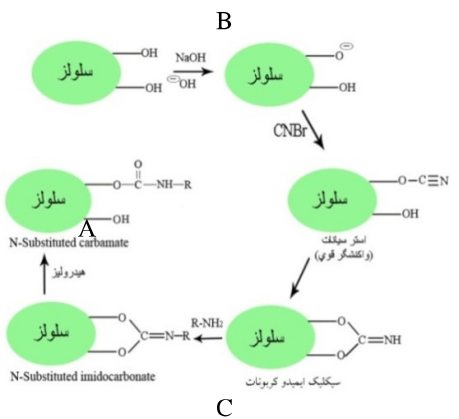 B
سلولز
OH
OH
NaOH
⊖OH
سلولز
O⊖
OH
CNBr
سلولز
O–C≡N
OH
استر سیانات
(واکنشگر قوي)
سلولز
O
O
C=NH
سیکلیک ایمیدو کربونات
R-NH₂
سلولز
O
O
C=N–R
N-Substituted imidocarbonate
هیدرولیز
سلولز
O–C–NH–R
O
OH
A
N-Substituted carbamate
C